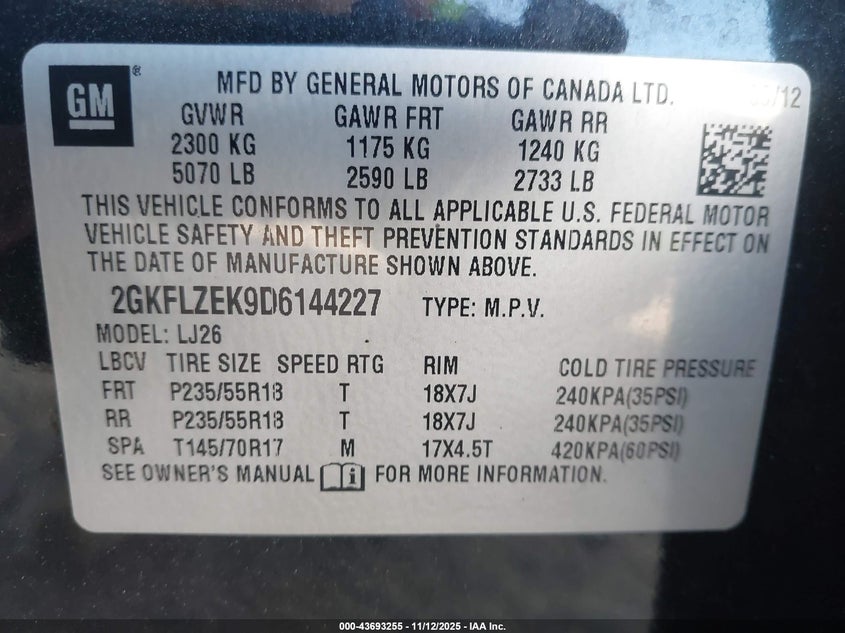 GM®
MFD BY GENERAL MOTORS OF CANADA LTD.
GVWR GAWR FRT GAWR RR
2300 KG 1175 KG 1240 KG
5070 LB 2590 LB 2733 LB
THIS VEHICLE CONFORMS TO ALL APPLICABLE U.S. FEDERAL MOTOR
VEHICLE SAFETY AND THEFT PREVENTION STANDARDS IN EFFECT ON
THE DATE OF MANUFACTURE SHOWN ABOVE.
2GKFLZEK9D6144227 TYPE: M.P.V.
MODEL: LJ26
LBCV TIRE SIZE SPEED RTG RIM COLD TIRE PRESSURE
FRT P235/55R18 T 18X7J 240KPA(35PSI)
RR P235/55R18 T 18X7J 240KPA(35PSI)
SPA T145/70R17 M 17X4.5T 420KPA(60PSI)
SEE OWNER'S MANUAL i FOR MORE INFORMATION.
000-43693255 - 11/12/2025 - IAA Inc.